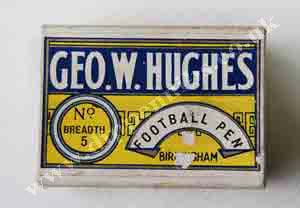 GEO. W. HUGHES
Nº
BREADTH
5
FOOTBALL PEN
BIRMINGHAM